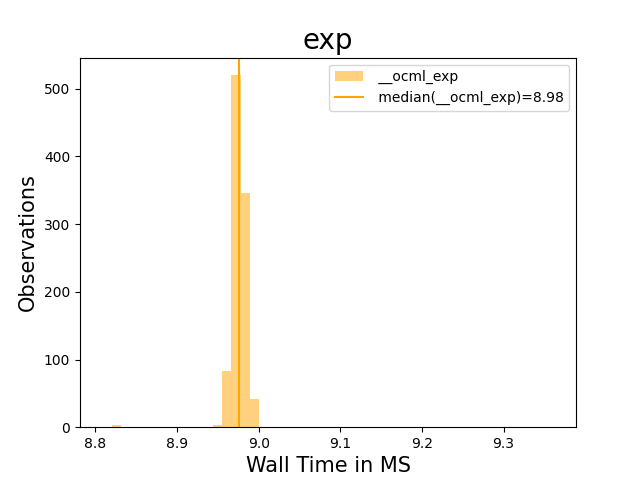 exp
__ocml_exp
median(__ocml_exp)=8.98
Observations
500
400
300
200
100
0
8.8 8.9 9.0 9.1 9.2 9.3
Wall Time in MS